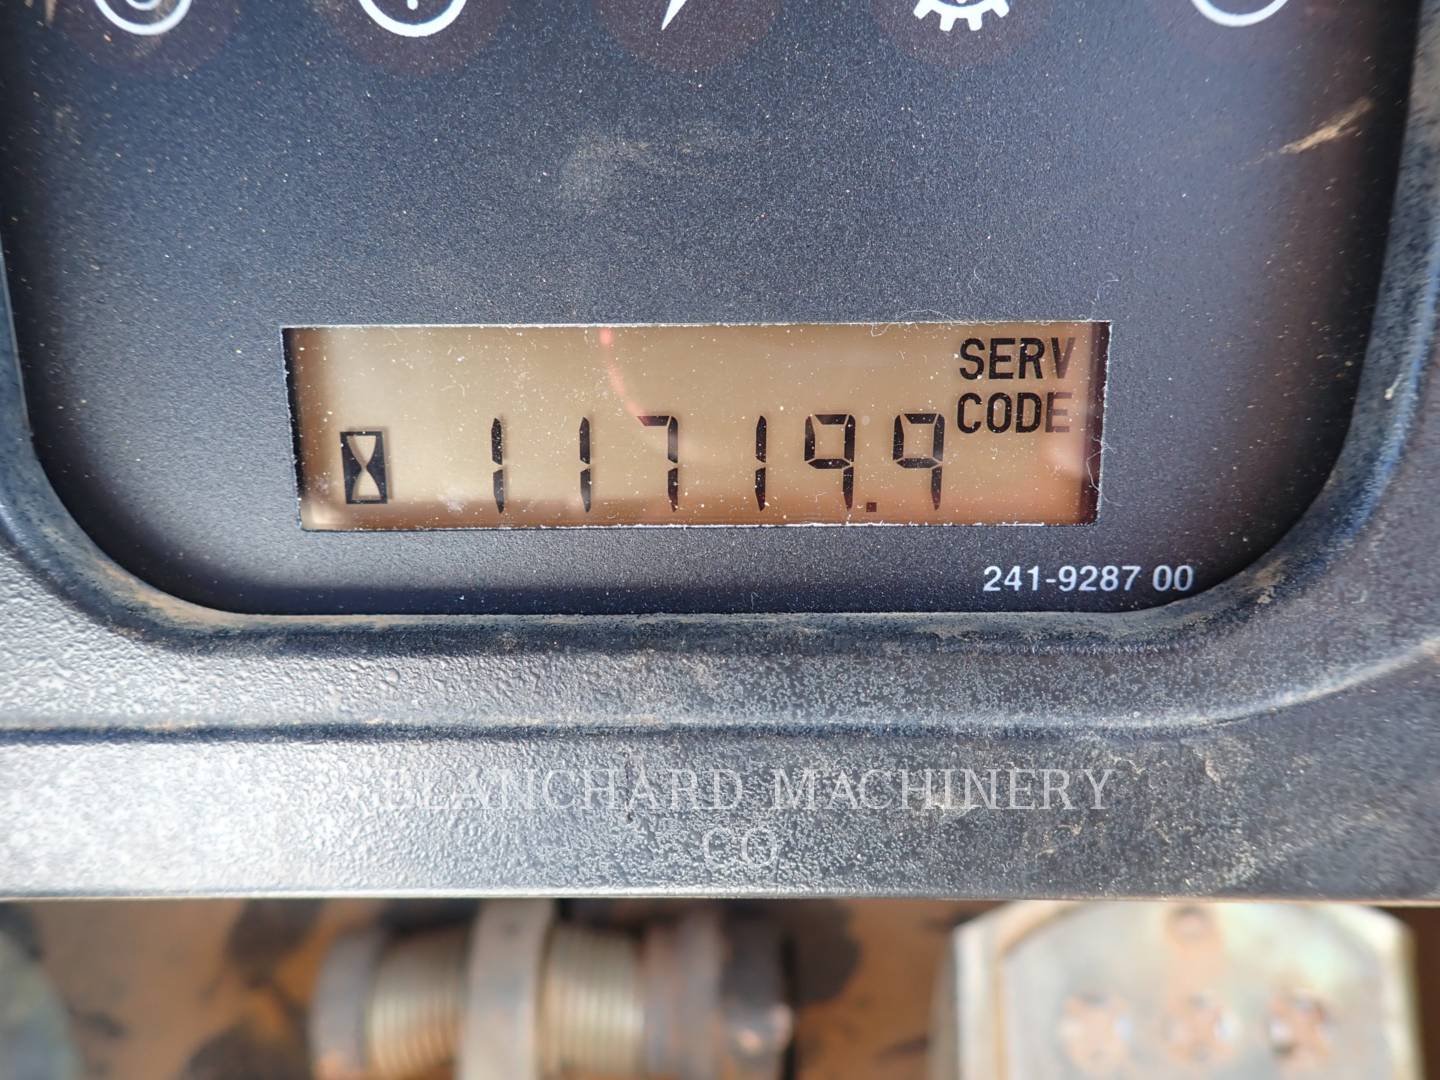 SERV
CODE
11719.9
241-9287 00
BLANCHARD MACHINERY
CO